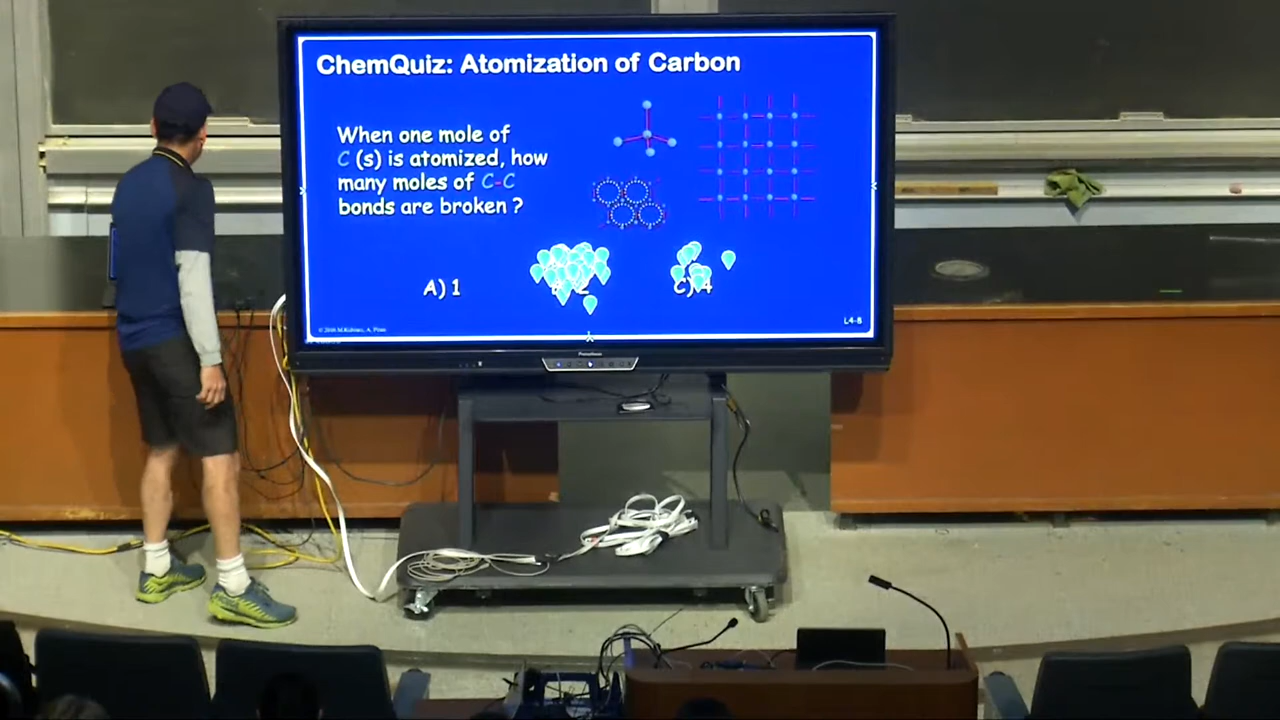 ChemQuiz: Atomization of Carbon
When one mole of
C (s) is atomized, how
many moles of C-C
bonds are broken ?
A) 1
C) 4
L4-8